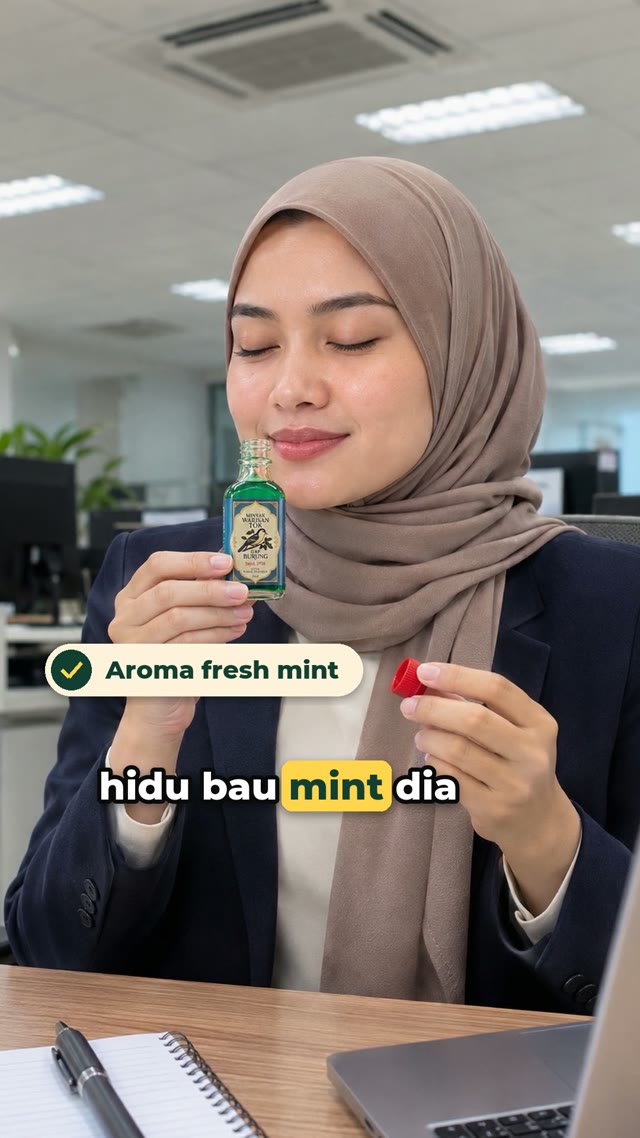 MINYAK
WARISAN
TOK
CAP
BURUNG
Aroma fresh mint
hidu bau mint dia